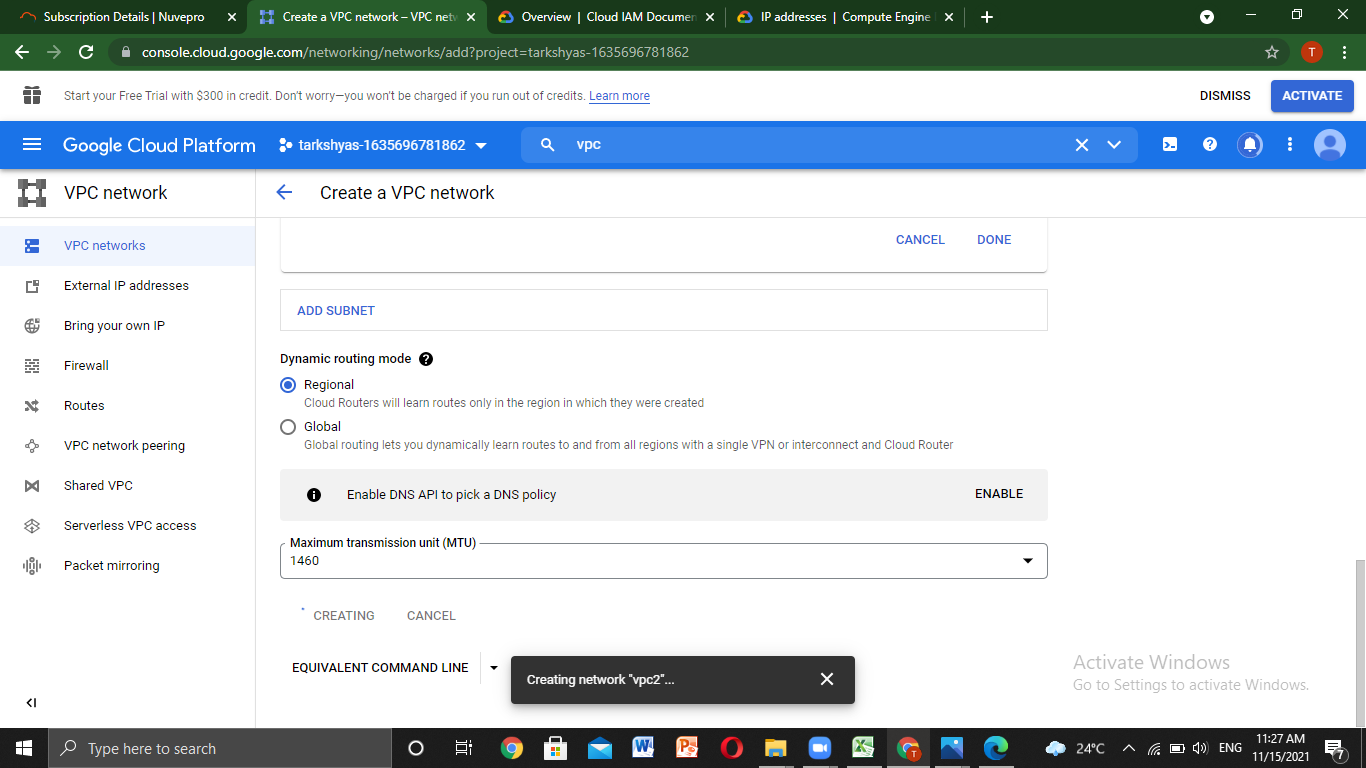 Subscription Details | Nuvepro
Create a VPC network – VPC netw
Overview | Cloud IAM Documen
IP addresses | Compute Engine
console.cloud.google.com/networking/networks/add?project=tarkshyas-1635696781862
T
Start your Free Trial with $300 in credit. Don't worry—you won't be charged if you run out of credits. Learn more
DISMISS
ACTIVATE
Google Cloud Platform
tarkshyas-1635696781862
vpc
VPC network
Create a VPC network
VPC networks
External IP addresses
Bring your own IP
Firewall
Routes
VPC network peering
Shared VPC
Serverless VPC access
Packet mirroring
CANCEL
DONE
ADD SUBNET
Dynamic routing mode
Regional
Cloud Routers will learn routes only in the region in which they were created
Global
Global routing lets you dynamically learn routes to and from all regions with a single VPN or interconnect and Cloud Router
Enable DNS API to pick a DNS policy
ENABLE
Maximum transmission unit (MTU)
1460
CREATING
CANCEL
EQUIVALENT COMMAND LINE
Creating network "vpc2"...
Activate Windows
Go to Settings to activate Windows.
Type here to search
24°C
ENG
11:27 AM
11/15/2021
7